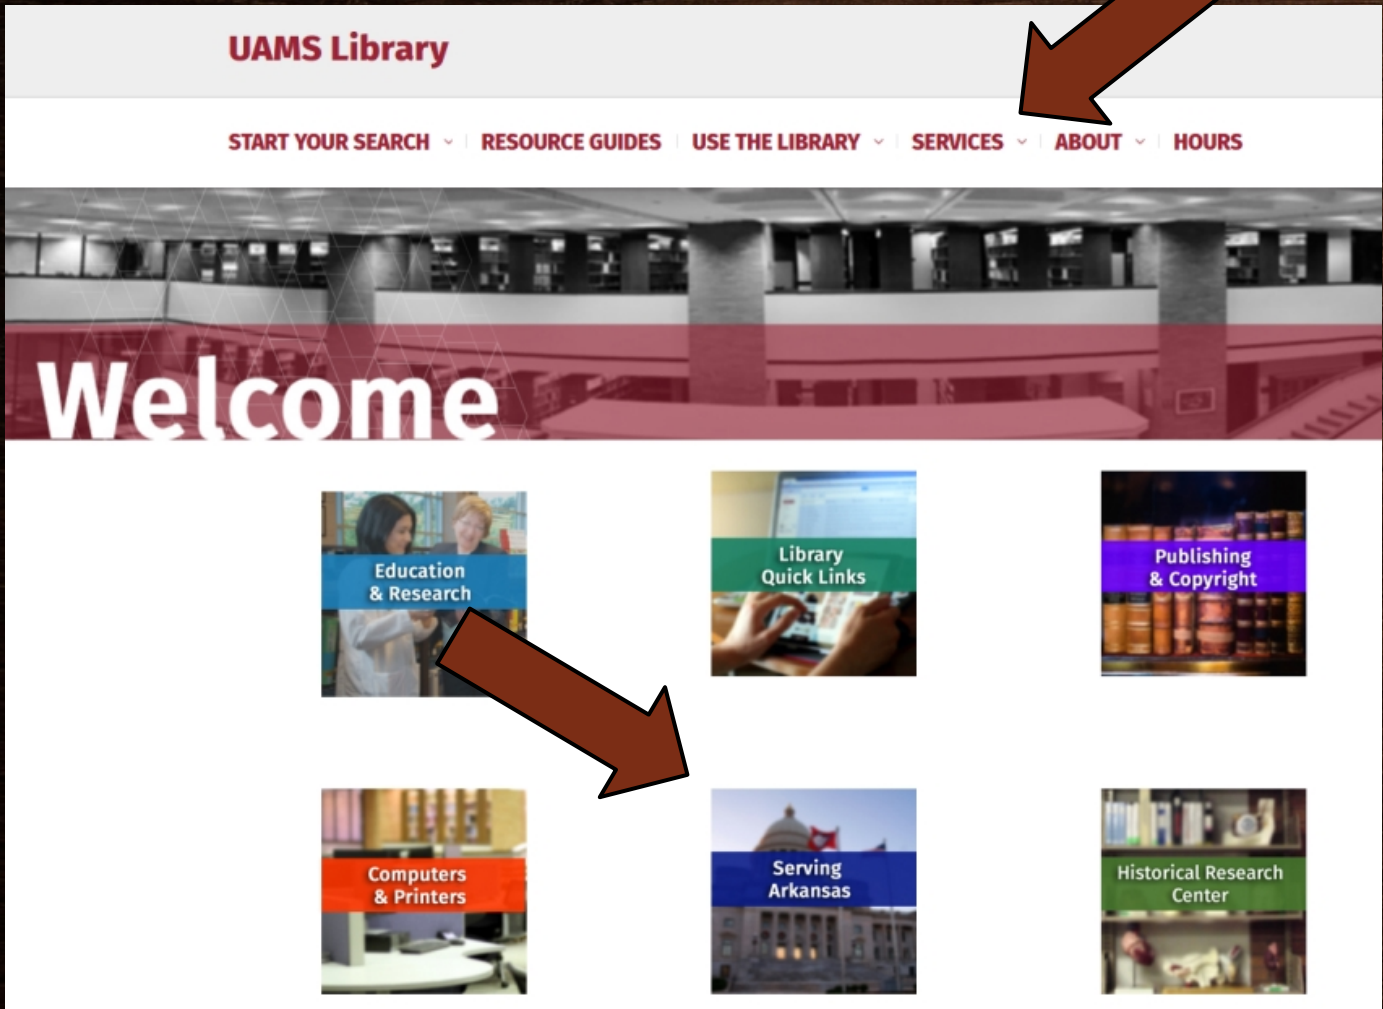 UAMS Library
START YOUR SEARCH RESOURCE GUIDES USE THE LIBRARY SERVICES ABOUT HOURS
Welcome
Education
& Research
Library
Quick Links
Publishing
& Copyright
Computers
& Printers
Serving
Arkansas
Historical Research
Center